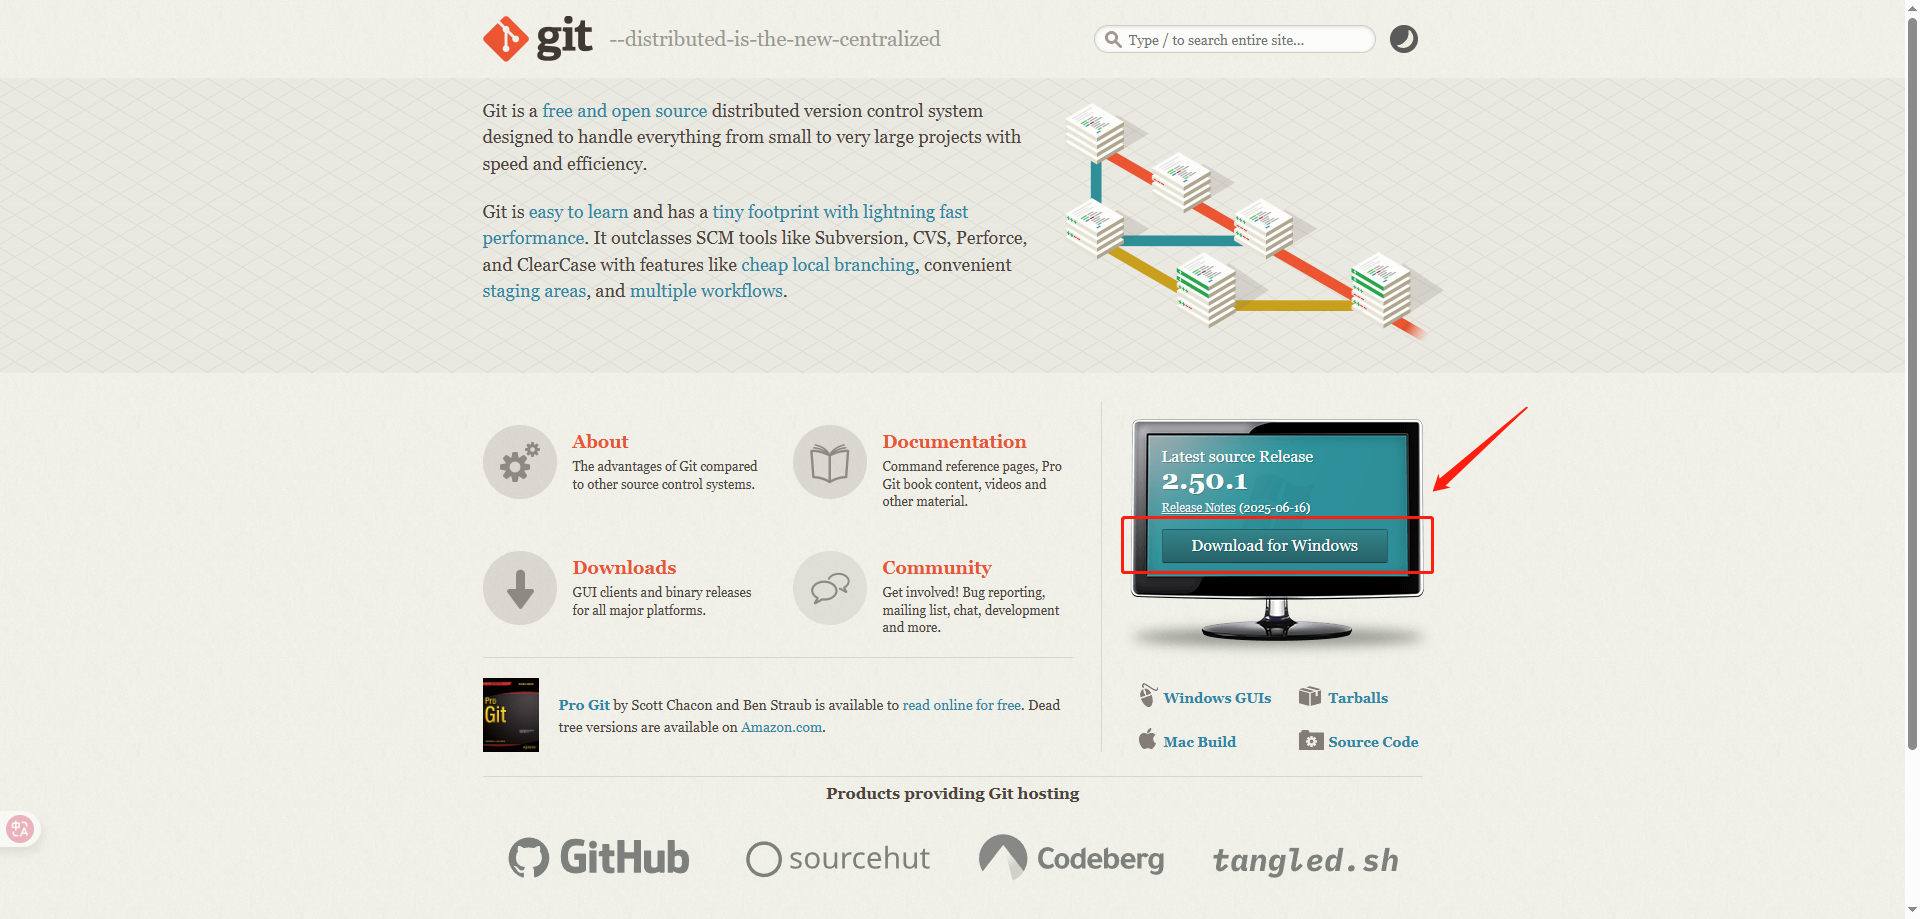 git --distributed-is-the-new-centralized
Type / to search entire site...
Git is a free and open source distributed version control system
designed to handle everything from small to very large projects with
speed and efficiency.
Git is easy to learn and has a tiny footprint with lightning fast
performance. It outclasses SCM tools like Subversion, CVS, Perforce,
and ClearCase with features like cheap local branching, convenient
staging areas, and multiple workflows.
About
The advantages of Git compared
to other source control systems.
Documentation
Command reference pages, Pro
Git book content, videos and
other material.
Downloads
GUI clients and binary releases
for all major platforms.
Community
Get involved! Bug reporting,
mailing list, chat, development
and more.
Pro
Git
Pro Git by Scott Chacon and Ben Straub is available to read online for free. Dead
tree versions are available on Amazon.com.
Latest source Release
2.50.1
Release Notes (2025-06-16)
Download for Windows
Windows GUIs
Tarballs
Mac Build
Source Code
Products providing Git hosting
GitHub
sourcehut
Codeberg
tangled.sh
中
A